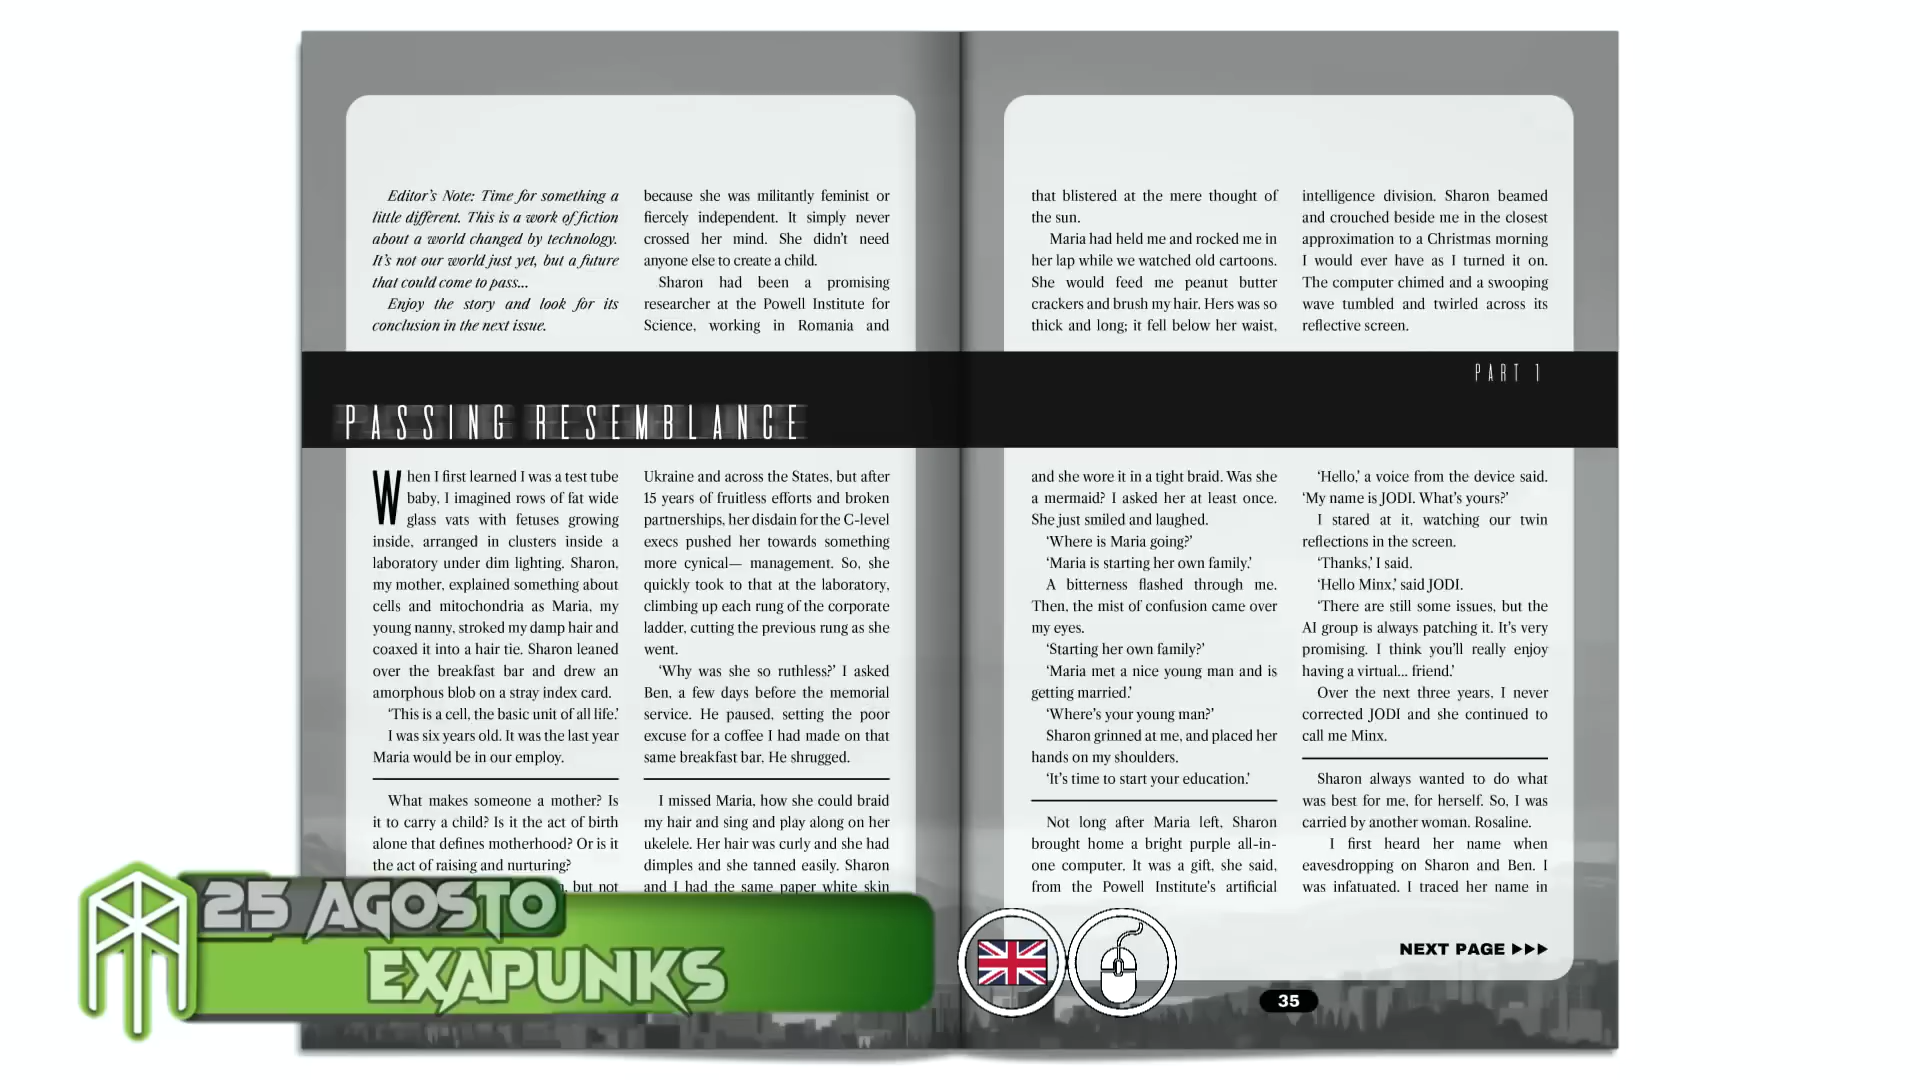 Editor's Note: Time for something a
little different. This is a work of fiction
about a world changed by technology.
It's not our world just yet, but a future
that could come to pass...
Enjoy the story and look for its
conclusion in the next issue.
because she was militantly feminist or
fiercely independent. It simply never
crossed her mind. She didn't need
anyone else to create a child.
Sharon had been a promising
researcher at the Powell Institute for
Science, working in Romania and
that blistered at the mere thought of
the sun.
Maria had held me and rocked me in
her lap while we watched old cartoons.
She would feed me peanut butter
crackers and brush my hair. Hers was so
thick and long; it fell below her waist,
intelligence division. Sharon beamed
and crouched beside me in the closest
approximation to a Christmas morning
I would ever have as I turned it on.
The computer chimed and a swooping
wave tumbled and twirled across its
reflective screen.
PART 1
PASSING RESEMBLANCE
When I first learned I was a test tube
baby, I imagined rows of fat wide
glass vats with fetuses growing
inside, arranged in clusters inside a
laboratory under dim lighting. Sharon,
my mother, explained something about
cells and mitochondria as Maria, my
young nanny, stroked my damp hair and
coaxed it into a hair tie. Sharon leaned
over the breakfast bar and drew an
amorphous blob on a stray index card.
‘This is a cell, the basic unit of all life.’
I was six years old. It was the last year
Maria would be in our employ.
What makes someone a mother? Is
it to carry a child? Is it the act of birth
alone that defines motherhood? Or is it
the act of raising and nurturing?
but not
Ukraine and across the States, but after
15 years of fruitless efforts and broken
partnerships, her disdain for the C-level
execs pushed her towards something
more cynical— management. So, she
quickly took to that at the laboratory,
climbing up each rung of the corporate
ladder, cutting the previous rung as she
went.
‘Why was she so ruthless?’ I asked
Ben, a few days before the memorial
service. He paused, setting the poor
excuse for a coffee I had made on that
same breakfast bar. He shrugged.
I missed Maria, how she could braid
my hair and sing and play along on her
ukelele. Her hair was curly and she had
dimples and she tanned easily. Sharon
and I had the same paper white skin
and she wore it in a tight braid. Was she
a mermaid? I asked her at least once.
She just smiled and laughed.
‘Where is Maria going?’
‘Maria is starting her own family.’
A bitterness flashed through me.
Then, the mist of confusion came over
my eyes.
‘Starting her own family?’
‘Maria met a nice young man and is
getting married.’
‘Where's your young man?’
Sharon grinned at me, and placed her
hands on my shoulders.
‘It's time to start your education.’
Not long after Maria left, Sharon
brought home a bright purple all-in-
one computer. It was a gift, she said,
from the Powell Institute's artificial
‘Hello,’ a voice from the device said.
‘My name is JODI. What's yours?’
I stared at it, watching our twin
reflections in the screen.
‘Thanks,’ I said.
‘Hello Minx,’ said JODI.
‘There are still some issues, but the
AI group is always patching it. It's very
promising. I think you'll really enjoy
having a virtual... friend.’
Over the next three years, I never
corrected JODI and she continued to
call me Minx.
Sharon always wanted to do what
was best for me, for herself. So, I was
carried by another woman. Rosaline.
I first heard her name when
eavesdropping on Sharon and Ben. I
was infatuated. I traced her name in
NEXT PAGE
35
25 AGOSTO
EXAPUNKS